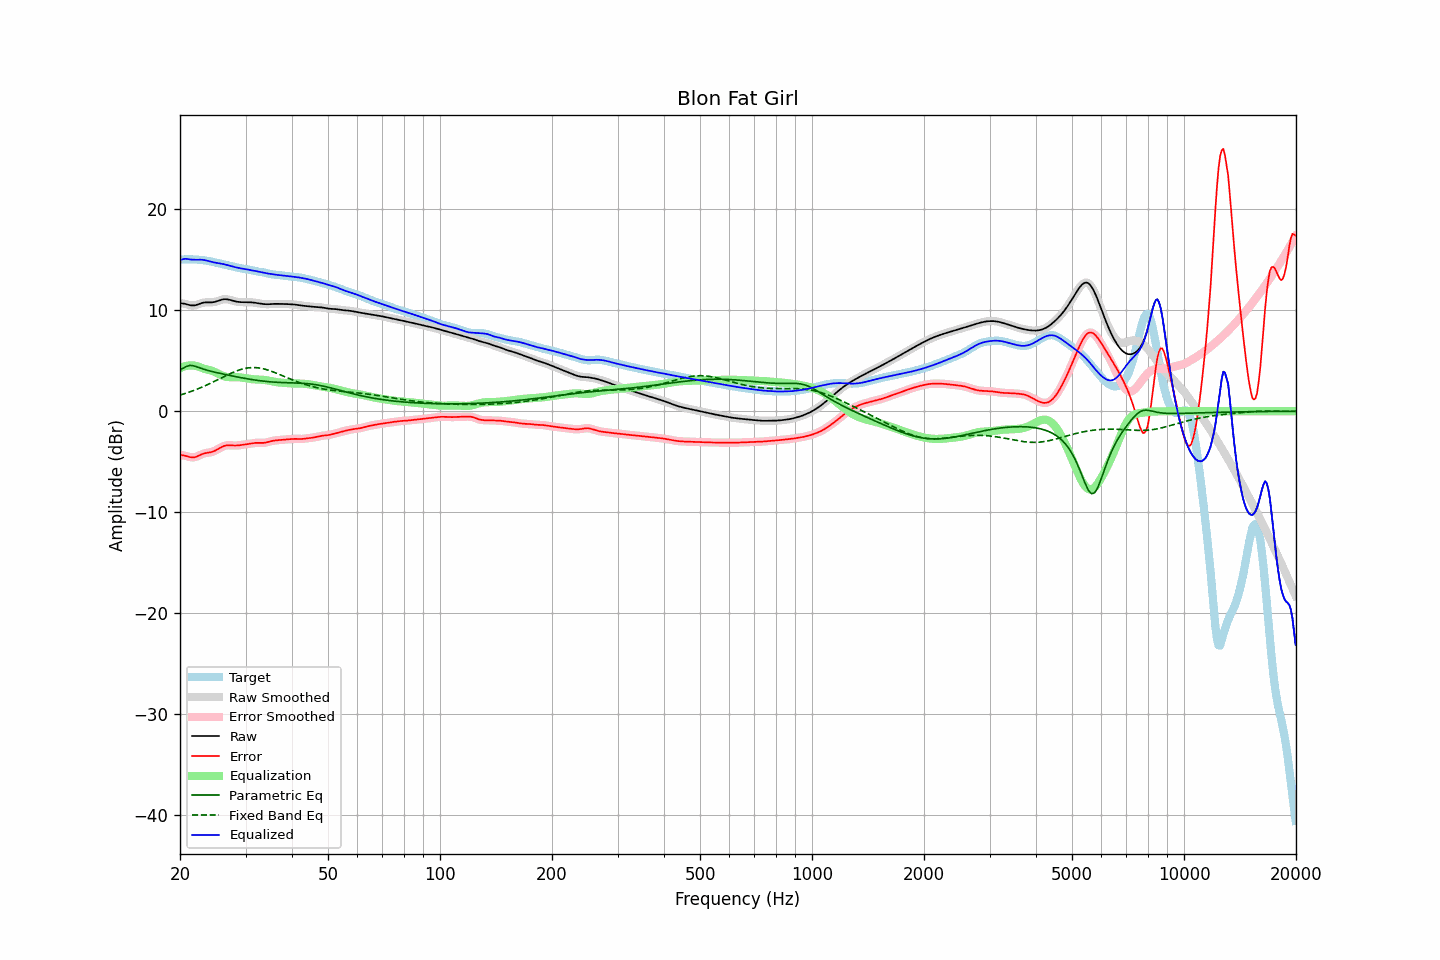 Blon Fat Girl
Amplitude (dBr)
20
10
0
−10
−20
−30
−40
Target
Raw Smoothed
Error Smoothed
Raw
Error
Equalization
Parametric Eq
Fixed Band Eq
Equalized
20 50 100 200 500 1000 2000 5000 10000 20000
Frequency (Hz)